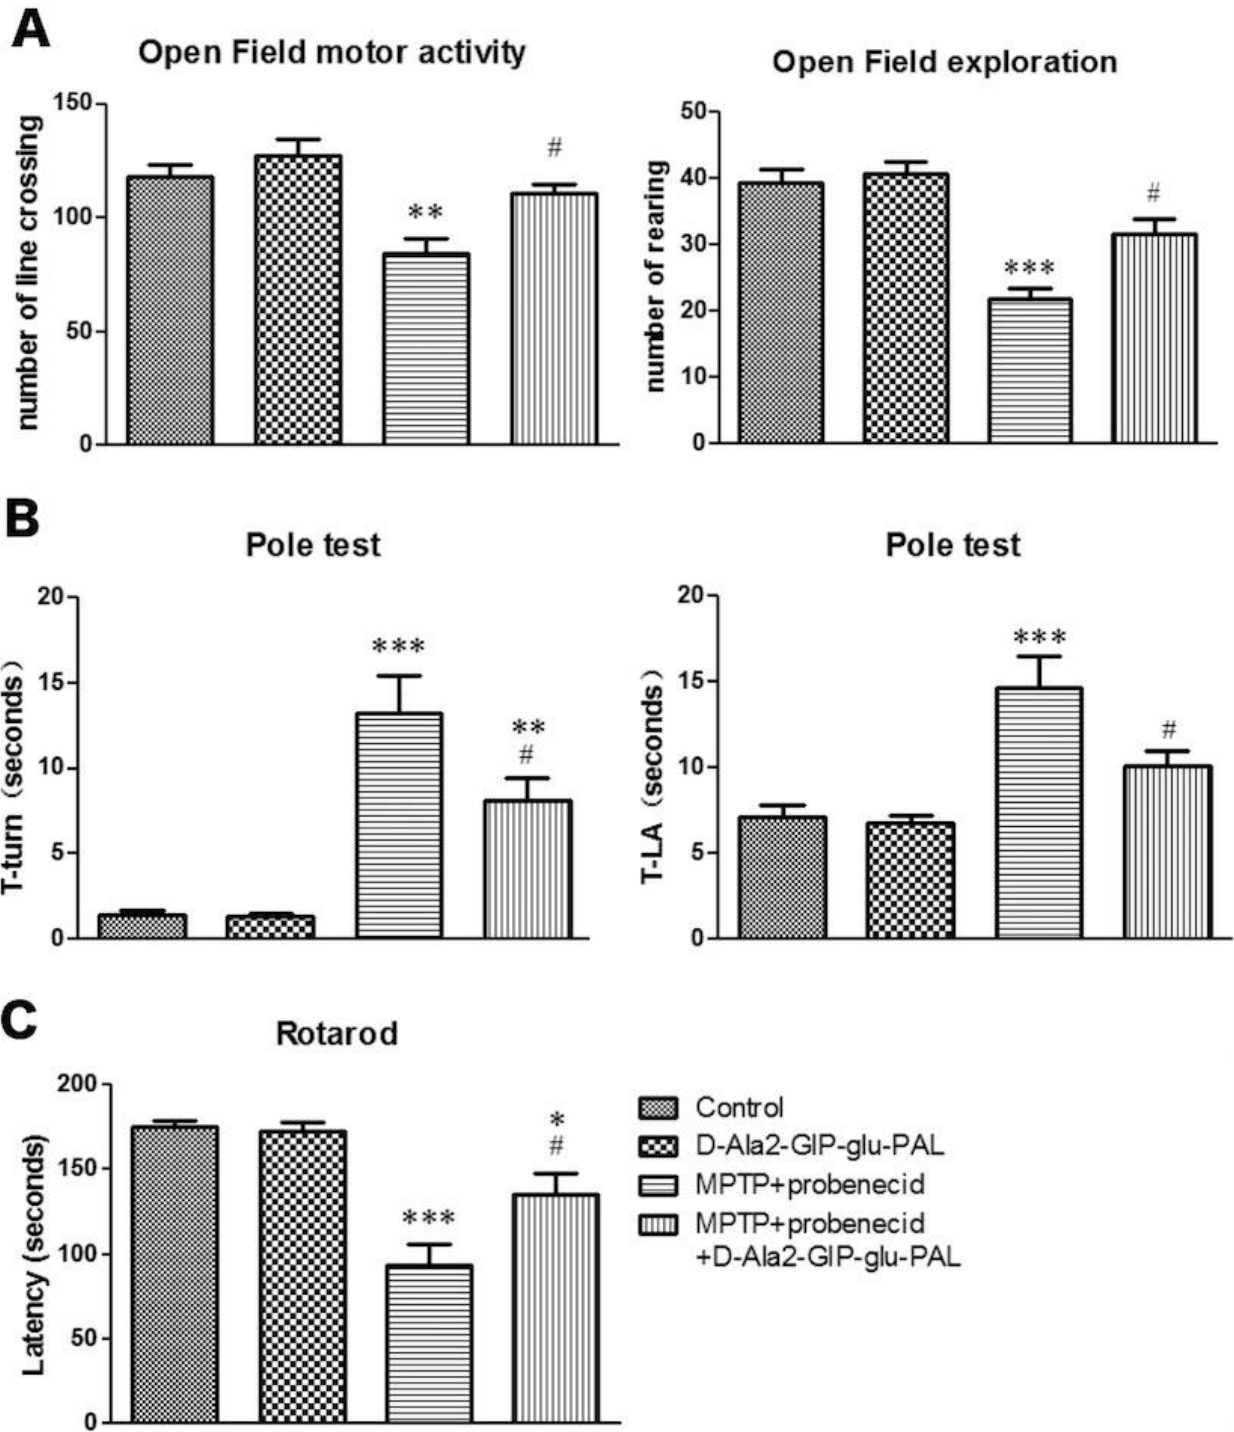 A
Open Field motor activity
number of line crossing
150
100
50
0
**
#
Open Field exploration
number of rearing
50
40
30
20
10
0
***
#
B
Pole test
T-turn (seconds)
20
15
10
5
0
***
**
#
Pole test
T-LA (seconds)
20
15
10
5
0
***
#
C
Rotarod
Latency (seconds)
200
150
100
50
0
***
*
#
Control
D-Ala2-GIP-glu-PAL
MPTP+probenecid
MPTP+probenecid
+D-Ala2-GIP-glu-PAL